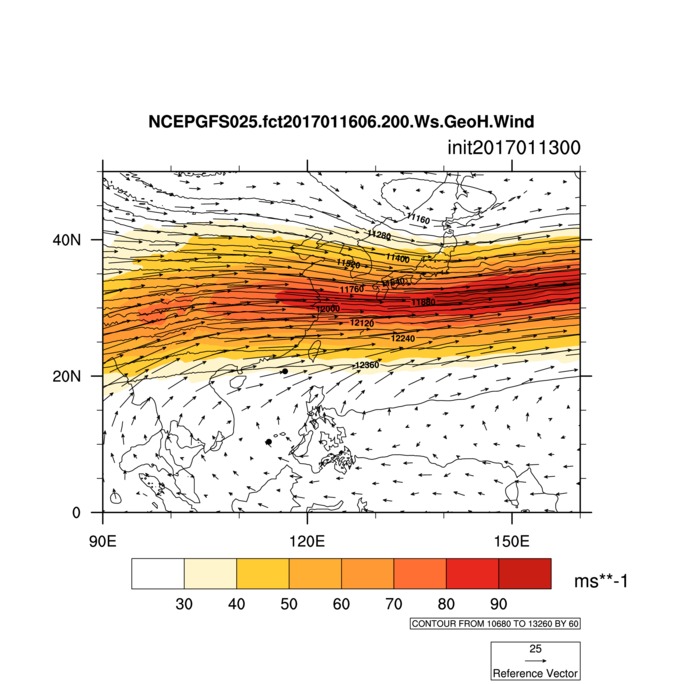 NCEPGFS025.fct2017011606.200.Ws.GeoH.Wind
init2017011300
11160
11280
40N
11400
11520
11640
11760
11880
12000
12120
12240
12360
20N
0
90E 120E 150E
ms**-1
30 40 50 60 70 80 90
CONTOUR FROM 10680 TO 13260 BY 60
25
Reference Vector